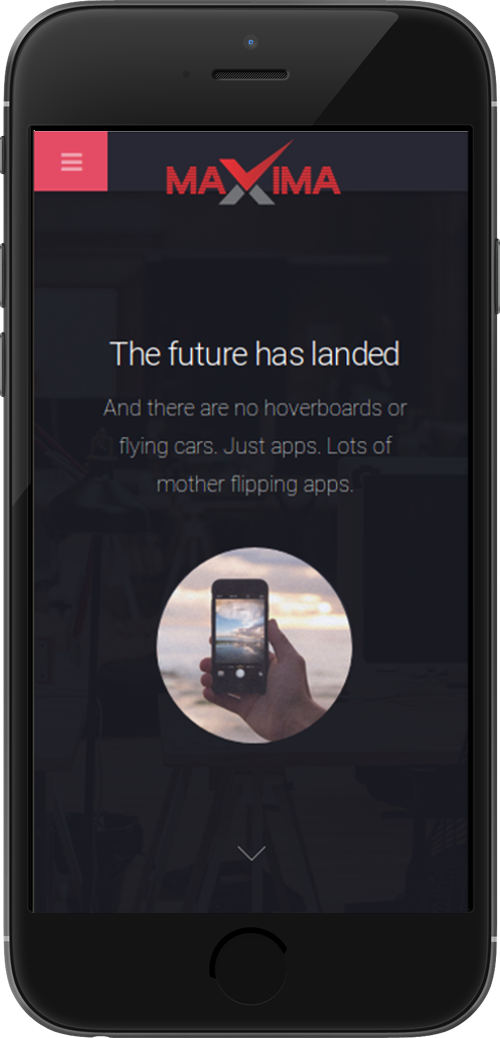 MAXIMA
The future has landed
And there are no hoverboards or
flying cars. Just apps. Lots of
mother flipping apps.